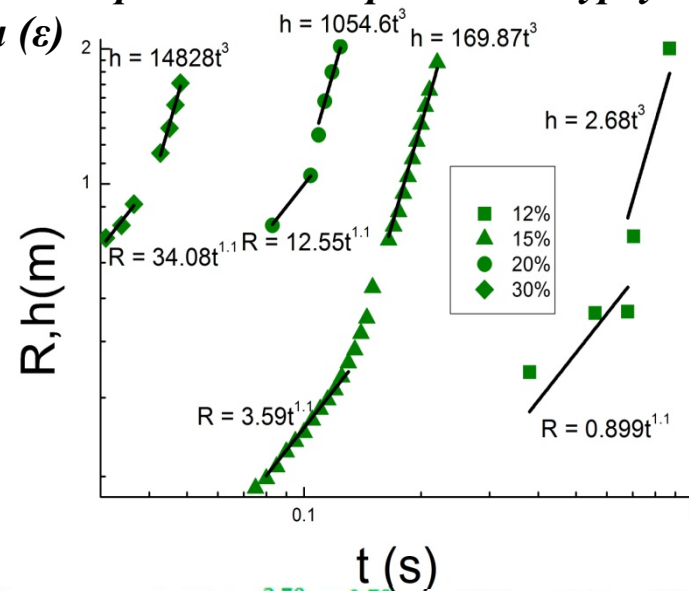 (ε)
h = 1054.6t³
h = 169.87t³
h = 14828t³
2
h = 2.68t³
1
12%
15%
20%
30%
R = 34.08t¹·¹
R = 12.55t¹·¹
R,h(m)
R = 3.59t¹·¹
R = 0.899t¹·¹
0.1
t (s)